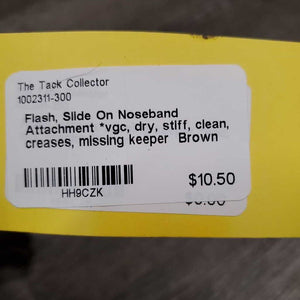 The Tack Collector
1002311-300
Flash, Slide On Noseband
Attachment *vgc, dry, stiff, clean,
creases, missing keeper Brown
HH9CZK
$10.50